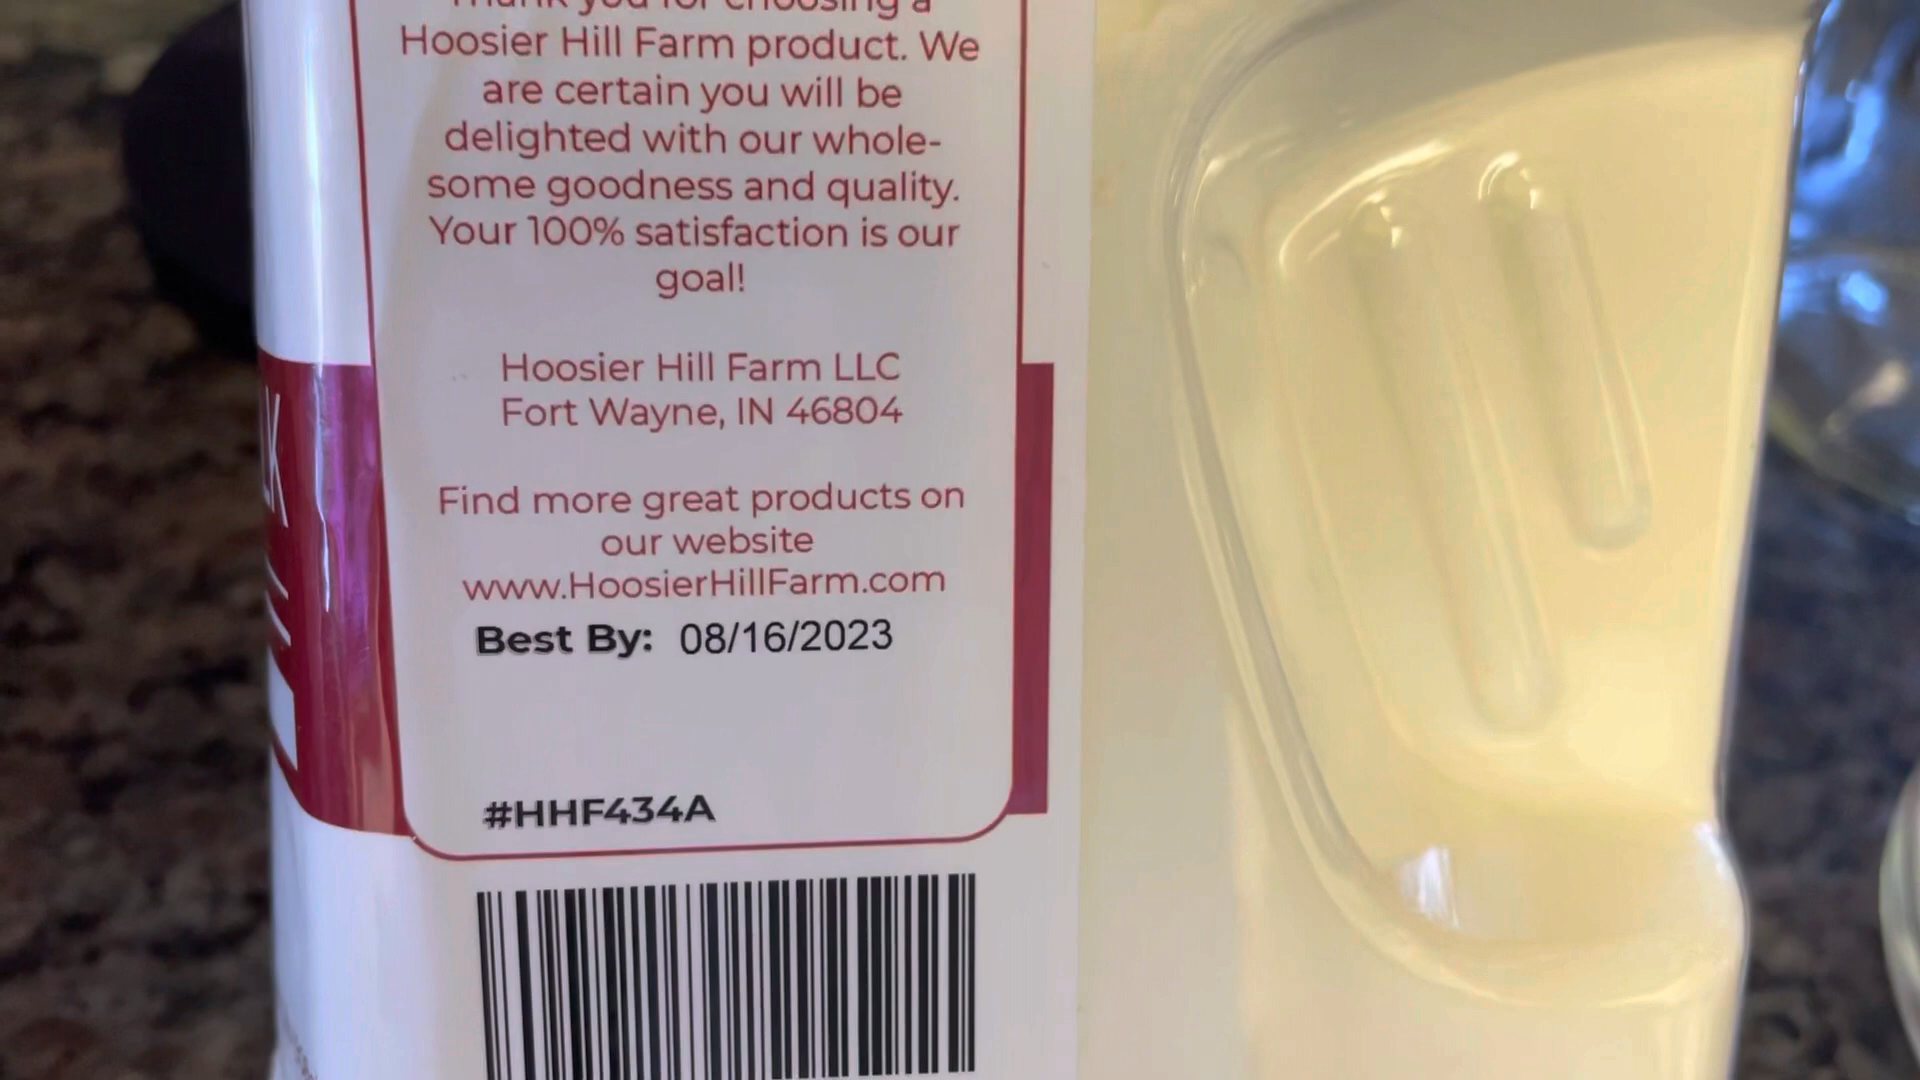 Thank you for choosing a
Hoosier Hill Farm product. We
are certain you will be
delighted with our whole-
some goodness and quality.
Your 100% satisfaction is our
goal!
Hoosier Hill Farm LLC
Fort Wayne, IN 46804
Find more great products on
our website
www.HoosierHillFarm.com
Best By: 08/16/2023
#HHF434A